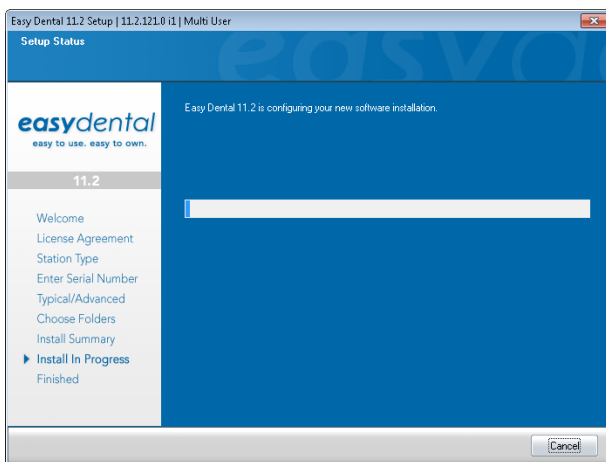 Easy Dental 11.2 Setup | 11.2.121.0 i1 | Multi User
Setup Status
easyde
easydental
easy to use. easy to own.
11.2
Easy Dental 11.2 is configuring your new software installation.
Welcome
License Agreement
Station Type
Enter Serial Number
Typical/Advanced
Choose Folders
Install Summary
Install In Progress
Finished
Cancel